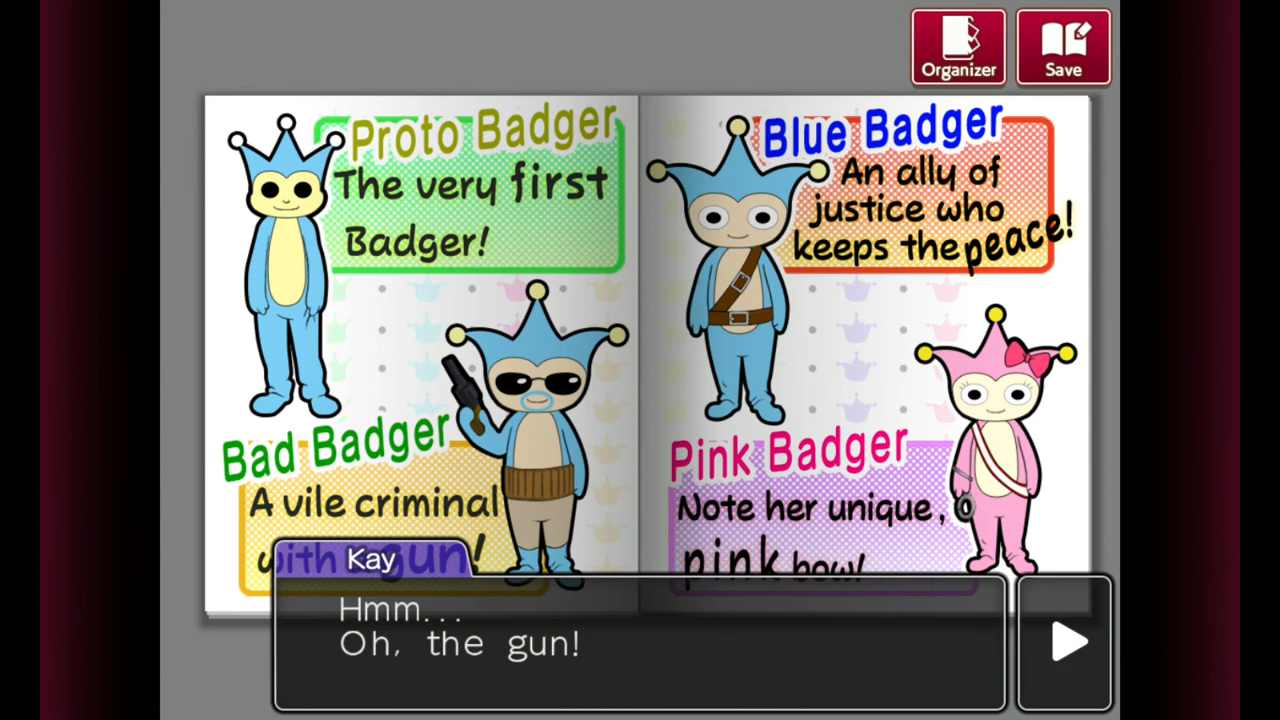 Organizer
Save
Proto Badger
The very first
Badger!
Blue Badger
An ally of
justice who
keeps the peace!
Bad Badger
A vile criminal
with a gun!
Pink Badger
Note her unique,
pink bow!
Kay
Hmm...
Oh, the gun!